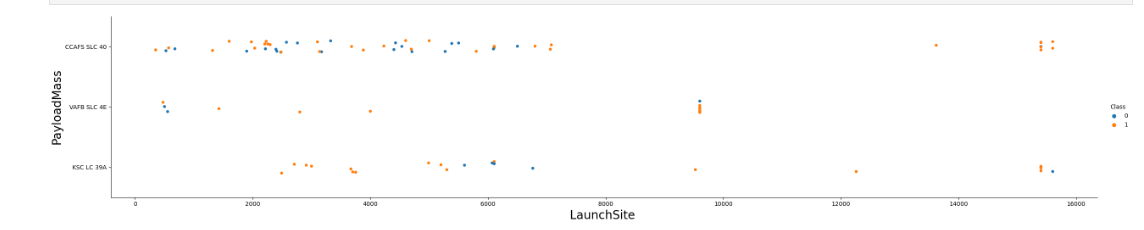 CCAFS SLC 40
VAFB SLC 4E
KSC LC 39A
PayloadMass
0 2000 4000 6000 8000 10000 12000 14000 16000
LaunchSite
Class
0
1